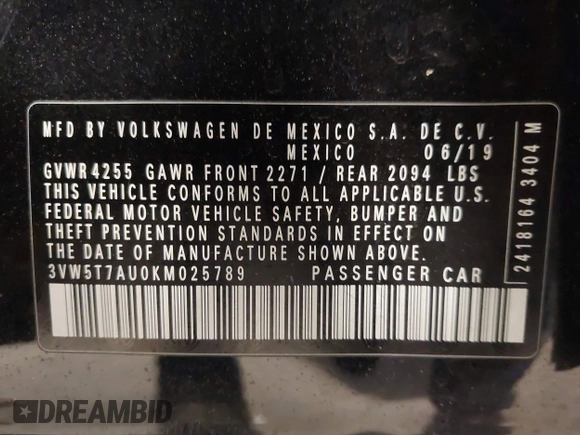 MFD BY VOLKSWAGEN DE MEXICO S.A. DE C.V.
MEXICO 06/19
GVWR 4255 GAWR FRONT 2271 / REAR 2094 LBS
THIS VEHICLE CONFORMS TO ALL APPLICABLE U.S.
FEDERAL MOTOR VEHICLE SAFETY, BUMPER AND
THEFT PREVENTION STANDARDS IN EFFECT ON
THE DATE OF MANUFACTURE SHOWN ABOVE.
3VW5T7AU0KM025789 PASSENGER CAR
2418164 3404 M
DREAMBID